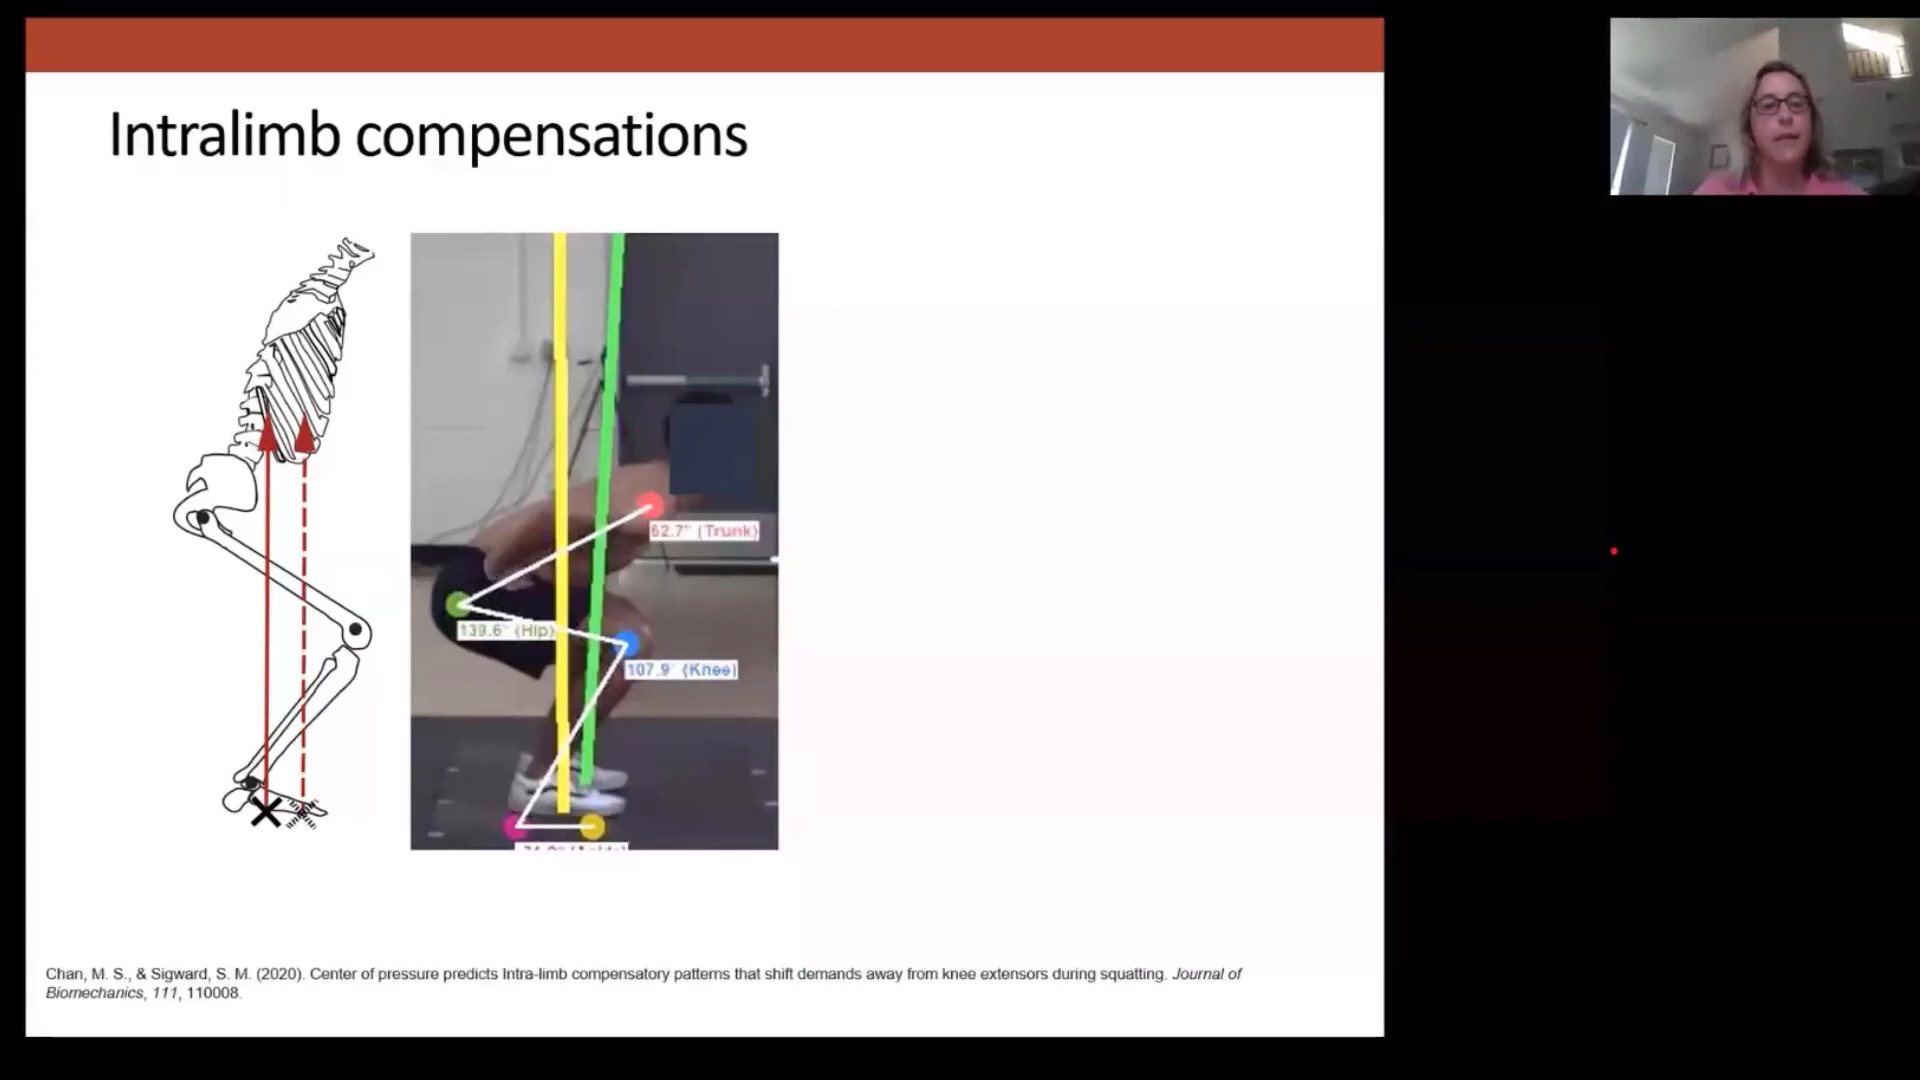 Intralimb compensations
62.7° (Trunk)
139.6° (Hip)
107.9° (Knee)
Chan, M. S., & Sigward, S. M. (2020). Center of pressure predicts Intra-limb compensatory patterns that shift demands away from knee extensors during squatting. Journal of
Biomechanics, 111, 110008.